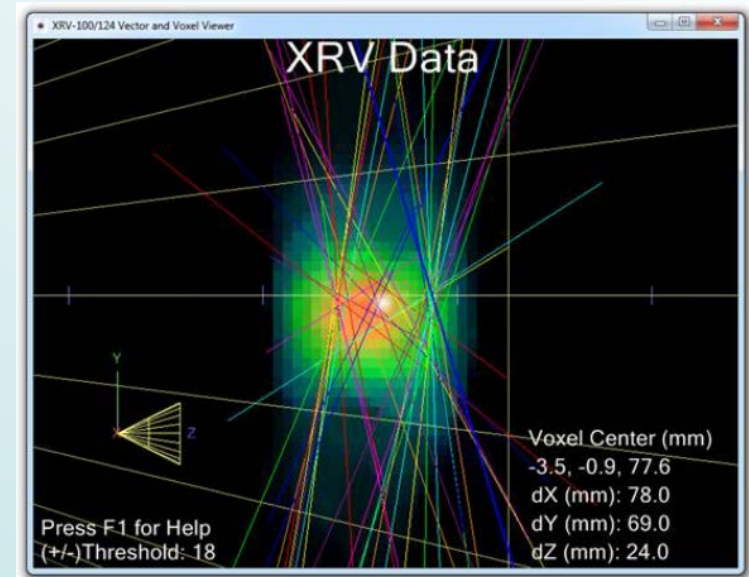 XRV-100/124 Vector and Voxel Viewer
XRV Data
Y
X
Z
Voxel Center (mm)
-3.5, -0.9, 77.6
dX (mm): 78.0
dY (mm): 69.0
dZ (mm): 24.0
Press F1 for Help
(+/-)Threshold: 18